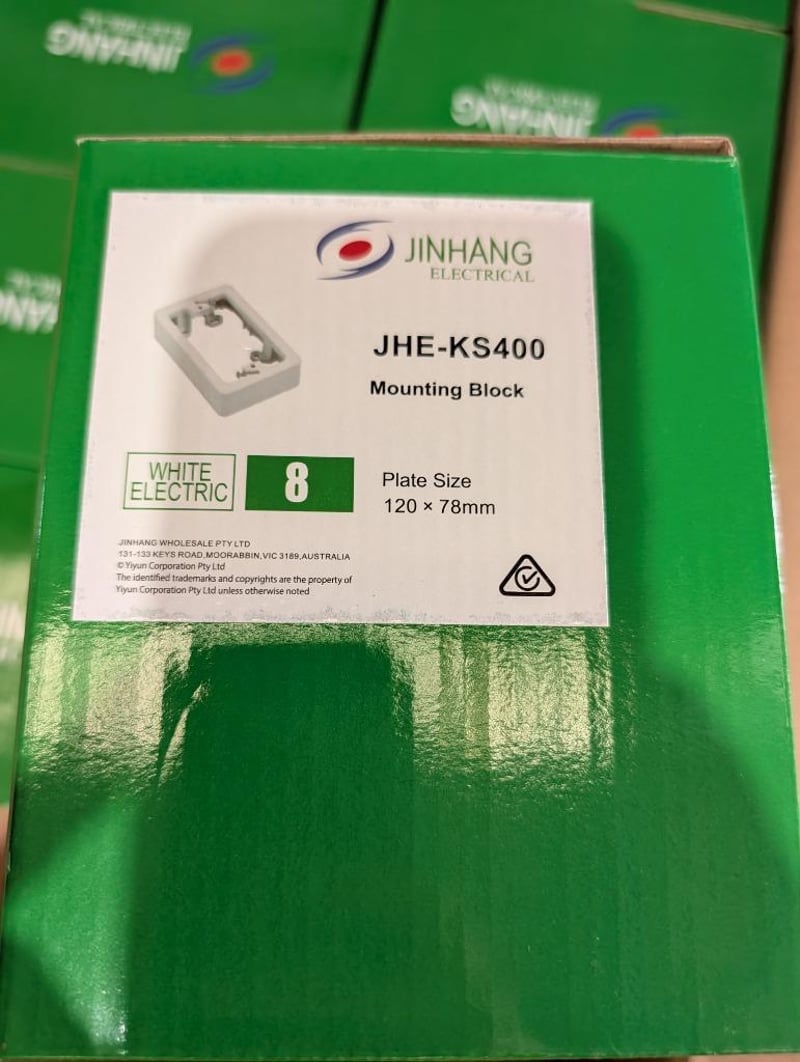 JINHANG
ELECTRICAL
JINHANG
JINHANG
ELECTRICAL
JHE-KS400
Mounting Block
WHITE
ELECTRIC
8
Plate Size
120 × 78mm
JINHANG WHOLESALE PTY LTD
131-133 KEYS ROAD,MOORABBIN,VIC 3189,AUSTRALIA
© Yiyun Corporation Pty Ltd
The identified trademarks and copyrights are the property of
Yiyun Corporation Pty Ltd unless otherwise noted